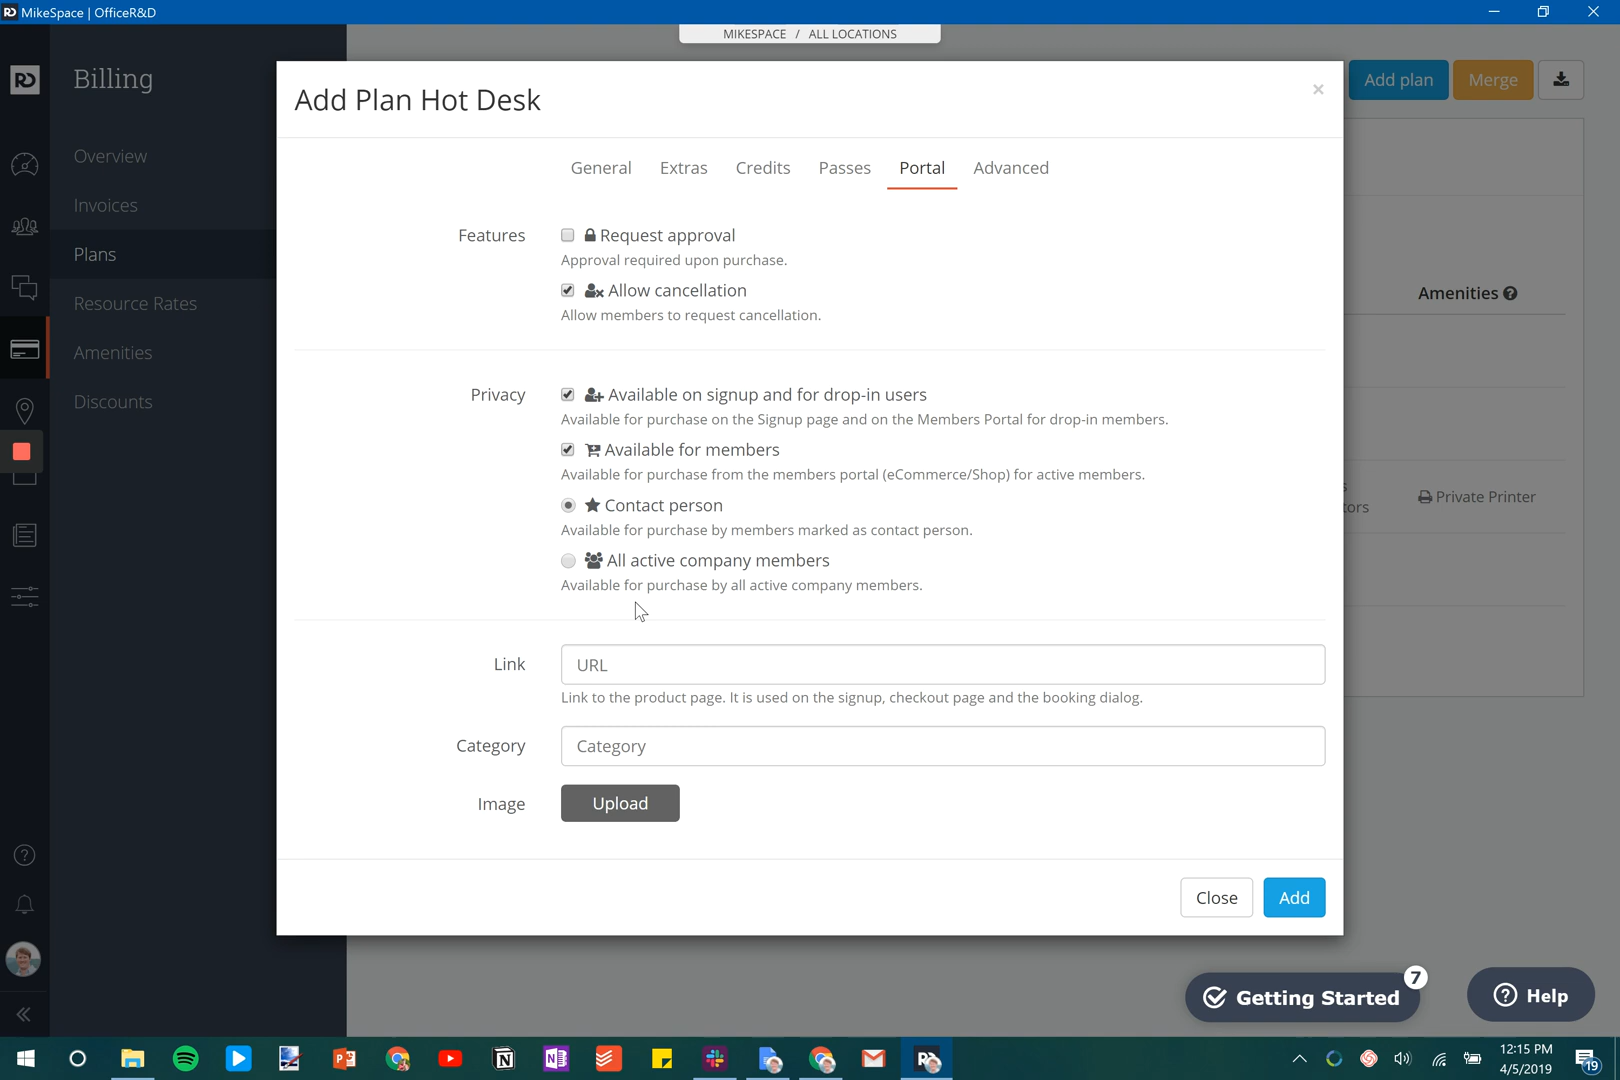 MikeSpace | OfficeR&D
MIKESPACE / ALL LOCATIONS
RD
Billing
Overview
Invoices
Plans
Resource Rates
Amenities
Discounts
Add plan
Merge
Add Plan Hot Desk
×
General
Extras
Credits
Passes
Portal
Advanced
Features
Request approval
Approval required upon purchase.
Allow cancellation
Allow members to request cancellation.
Privacy
Available on signup and for drop-in users
Available for purchase on the Signup page and on the Members Portal for drop-in members.
Available for members
Available for purchase from the members portal (eCommerce/Shop) for active members.
Contact person
Available for purchase by members marked as contact person.
All active company members
Available for purchase by all active company members.
Link
URL
Link to the product page. It is used on the signup, checkout page and the booking dialog.
Category
Category
Image
Upload
Close
Add
Amenities
Private Printer
Getting Started
7
Help
12:15 PM
4/5/2019
19